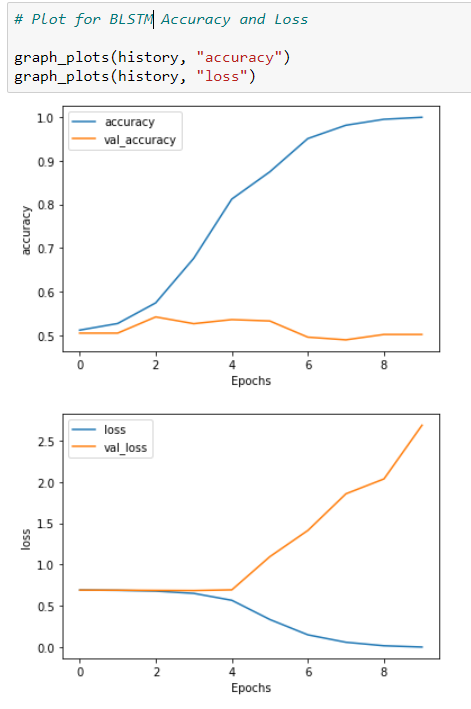 # Plot for BLSTM Accuracy and Loss
graph_plots(history, "accuracy")
graph_plots(history, "loss")
accuracy
val_accuracy
1.0
0.9
0.8
0.7
0.6
0.5
accuracy
0 2 4 6 8
Epochs
loss
val_loss
2.5
2.0
1.5
1.0
0.5
0.0
loss
0 2 4 6 8
Epochs